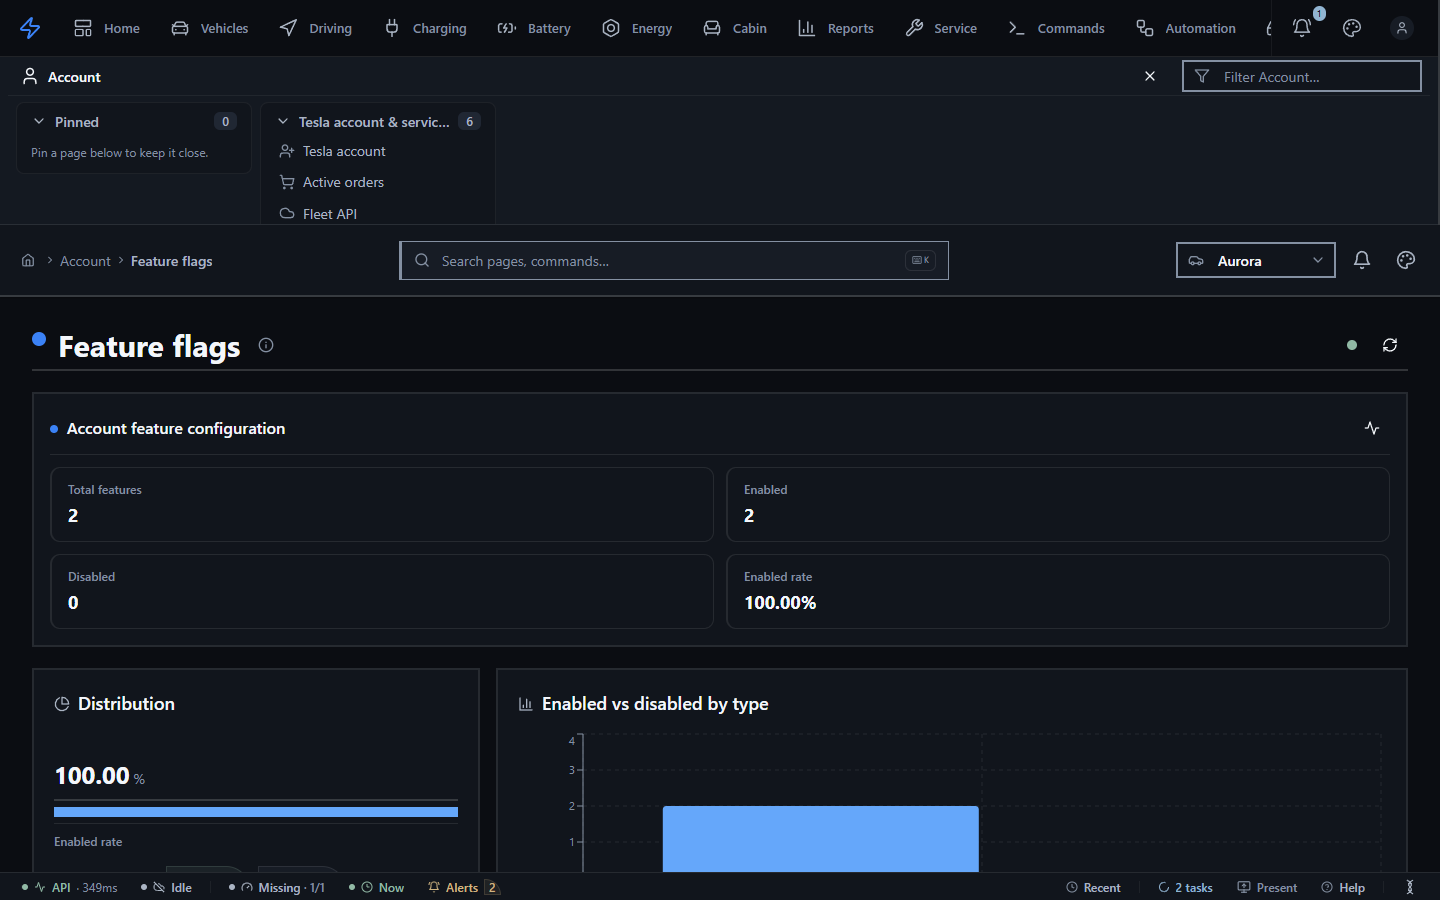 Home Vehicles Driving Charging Battery Energy Cabin Reports Service Commands Automation 1
Account Filter Account...
Pinned 0
Pin a page below to keep it close.
Tesla account & servic... 6
Tesla account
Active orders
Fleet API
Account Feature flags Search pages, commands... K Aurora
Feature flags
Account feature configuration
Total features
2
Enabled
2
Disabled
0
Enabled rate
100.00%
Distribution
100.00 %
Enabled rate
Enabled vs disabled by type
4
3
2
1
API · 349ms Idle Missing · 1/1 Now Alerts 2 Recent 2 tasks Present Help